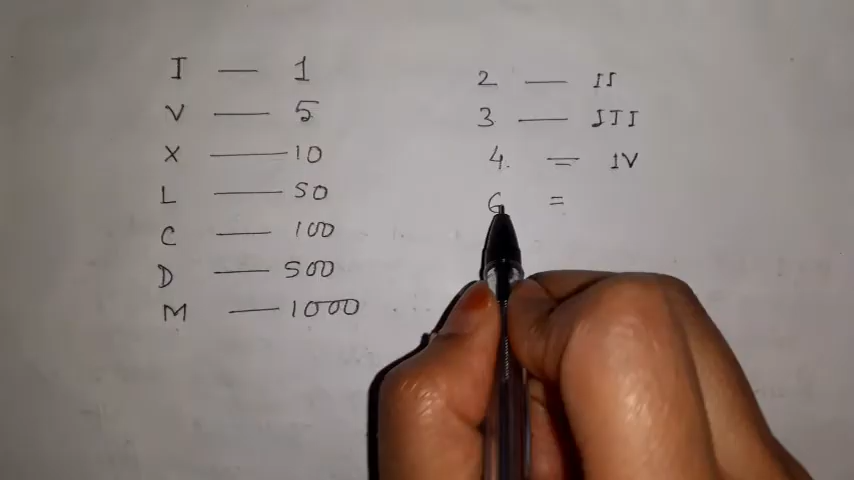 I — 1
V — 5
X — 10
L — 50
C — 100
D — 500
M — 1000
2 — II
3 — III
4. = IV
6 =